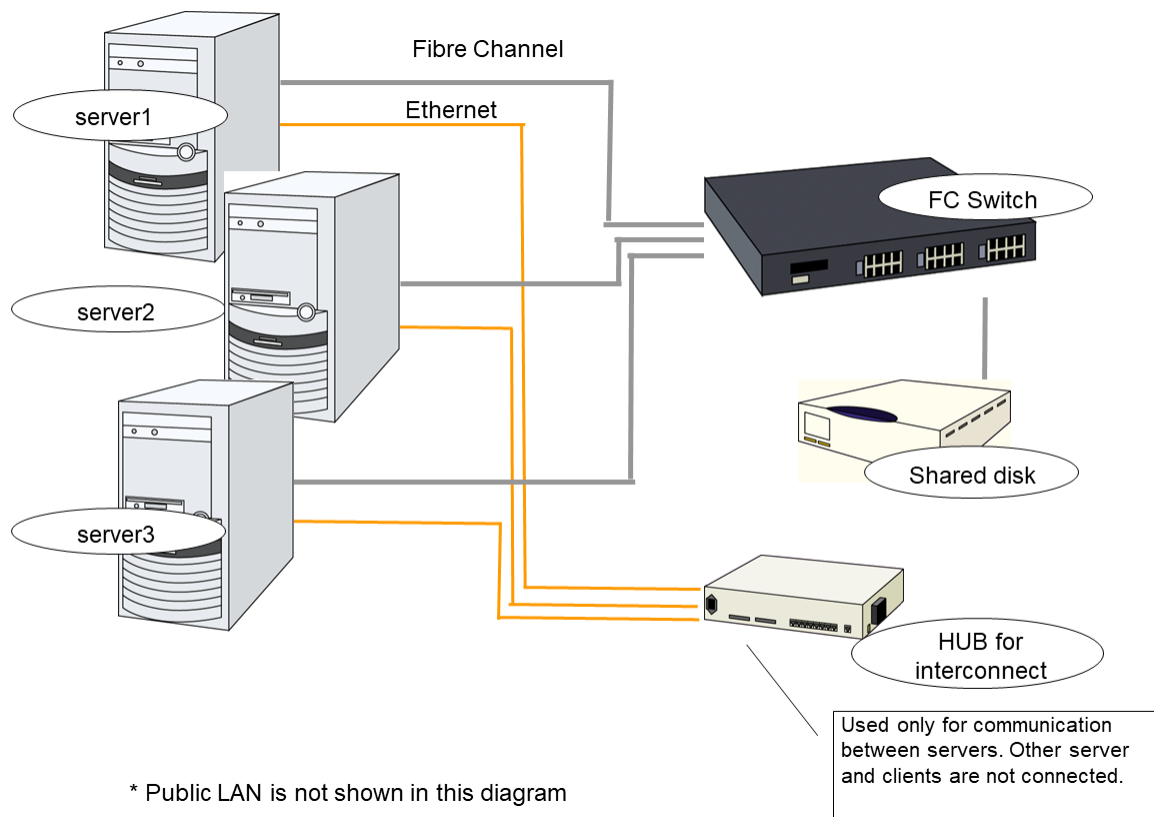 Fibre Channel
Ethernet
server1
FC Switch
server2
Shared disk
server3
HUB for
interconnect
Used only for communication
between servers. Other server
and clients are not connected.
* Public LAN is not shown in this diagram